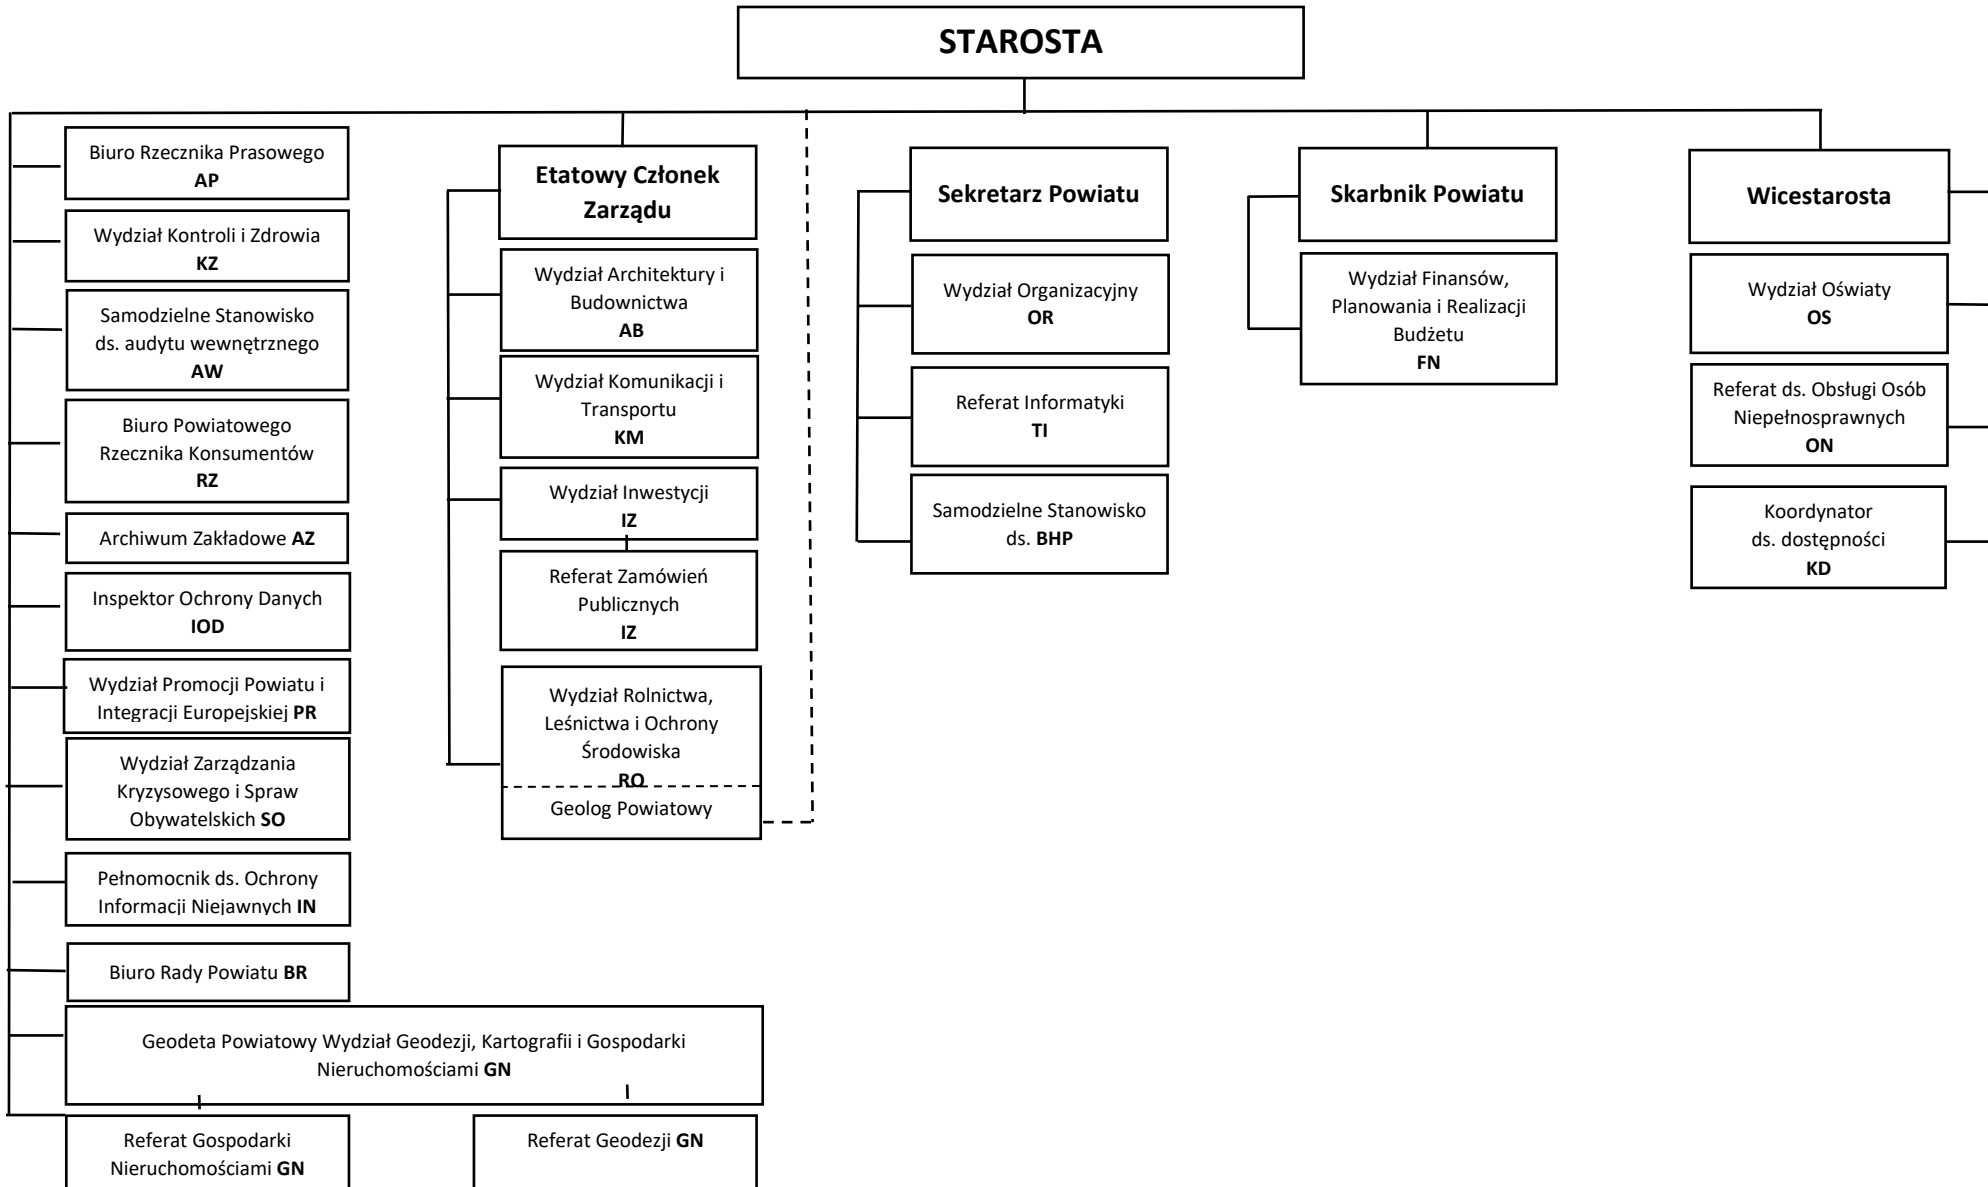 STAROSTA
Biuro Rzecznika Prasowego
AP
Wydział Kontroli i Zdrowia
KZ
Samodzielne Stanowisko
ds. audytu wewnętrznego
AW
Biuro Powiatowego
Rzecznika Konsumentów
RZ
Archiwum Zakładowe AZ
Inspektor Ochrony Danych
IOD
Wydział Promocji Powiatu i
Integracji Europejskiej PR
Wydział Zarządzania
Kryzysowego i Spraw
Obywatelskich SO
Pełnomocnik ds. Ochrony
Informacji Niejawnych IN
Biuro Rady Powiatu BR
Geodeta Powiatowy Wydział Geodezji, Kartografii i Gospodarki
Nieruchomościami GN
Referat Gospodarki
Nieruchomościami GN
Referat Geodezji GN
Etatowy Członek
Zarządu
Wydział Architektury i
Budownictwa
AB
Wydział Komunikacji i
Transportu
KM
Wydział Inwestycji
IZ
Referat Zamówień
Publicznych
IZ
Wydział Rolnictwa,
Leśnictwa i Ochrony
Środowiska
RO
Geolog Powiatowy
Sekretarz Powiatu
Wydział Organizacyjny
OR
Referat Informatyki
TI
Samodzielne Stanowisko
ds. BHP
Skarbnik Powiatu
Wydział Finansów,
Planowania i Realizacji
Budżetu
FN
Wicestarosta
Wydział Oświaty
OS
Referat ds. Obsługi Osób
Niepełnosprawnych
ON
Koordynator
ds. dostępności
KD